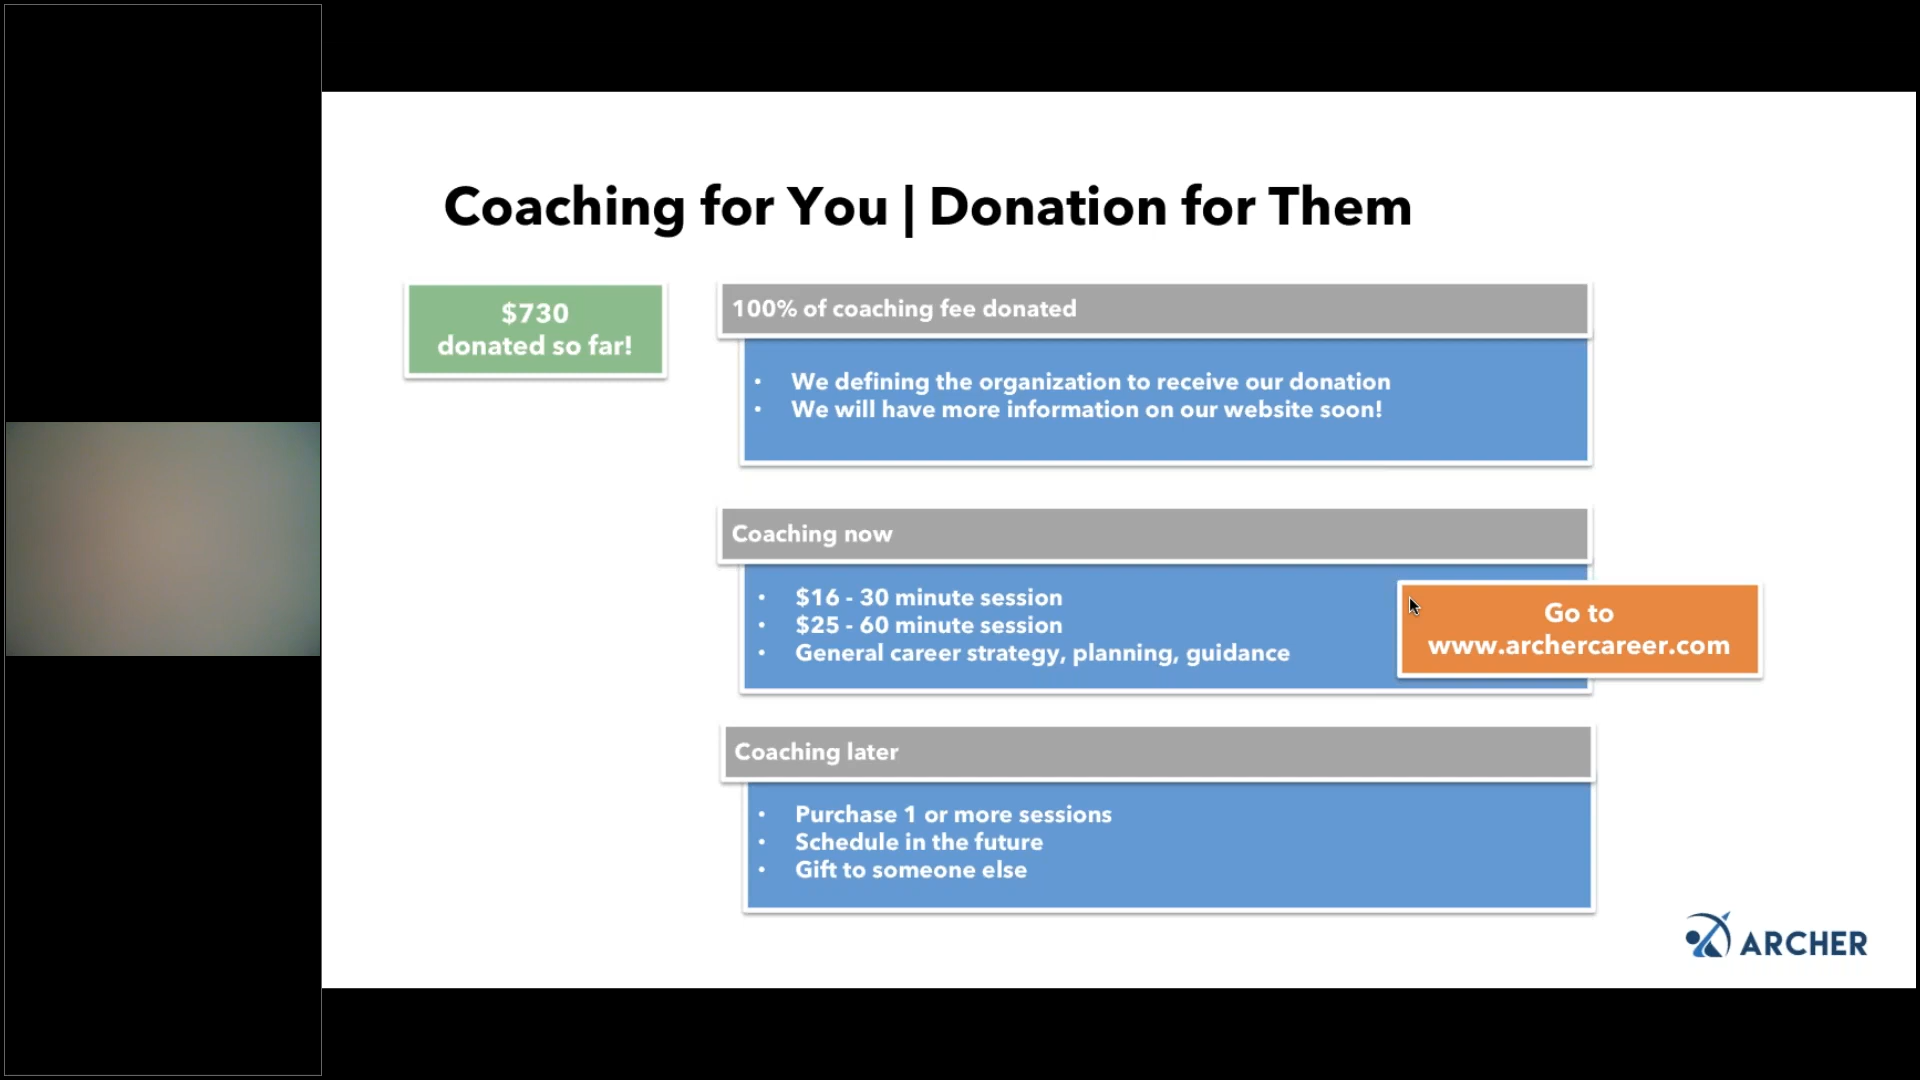 Coaching for You | Donation for Them
$730
donated so far!
100% of coaching fee donated
• We defining the organization to receive our donation
• We will have more information on our website soon!
Coaching now
• $16 - 30 minute session
• $25 - 60 minute session
• General career strategy, planning, guidance
Go to
www.archercareer.com
Coaching later
• Purchase 1 or more sessions
• Schedule in the future
• Gift to someone else
ARCHER